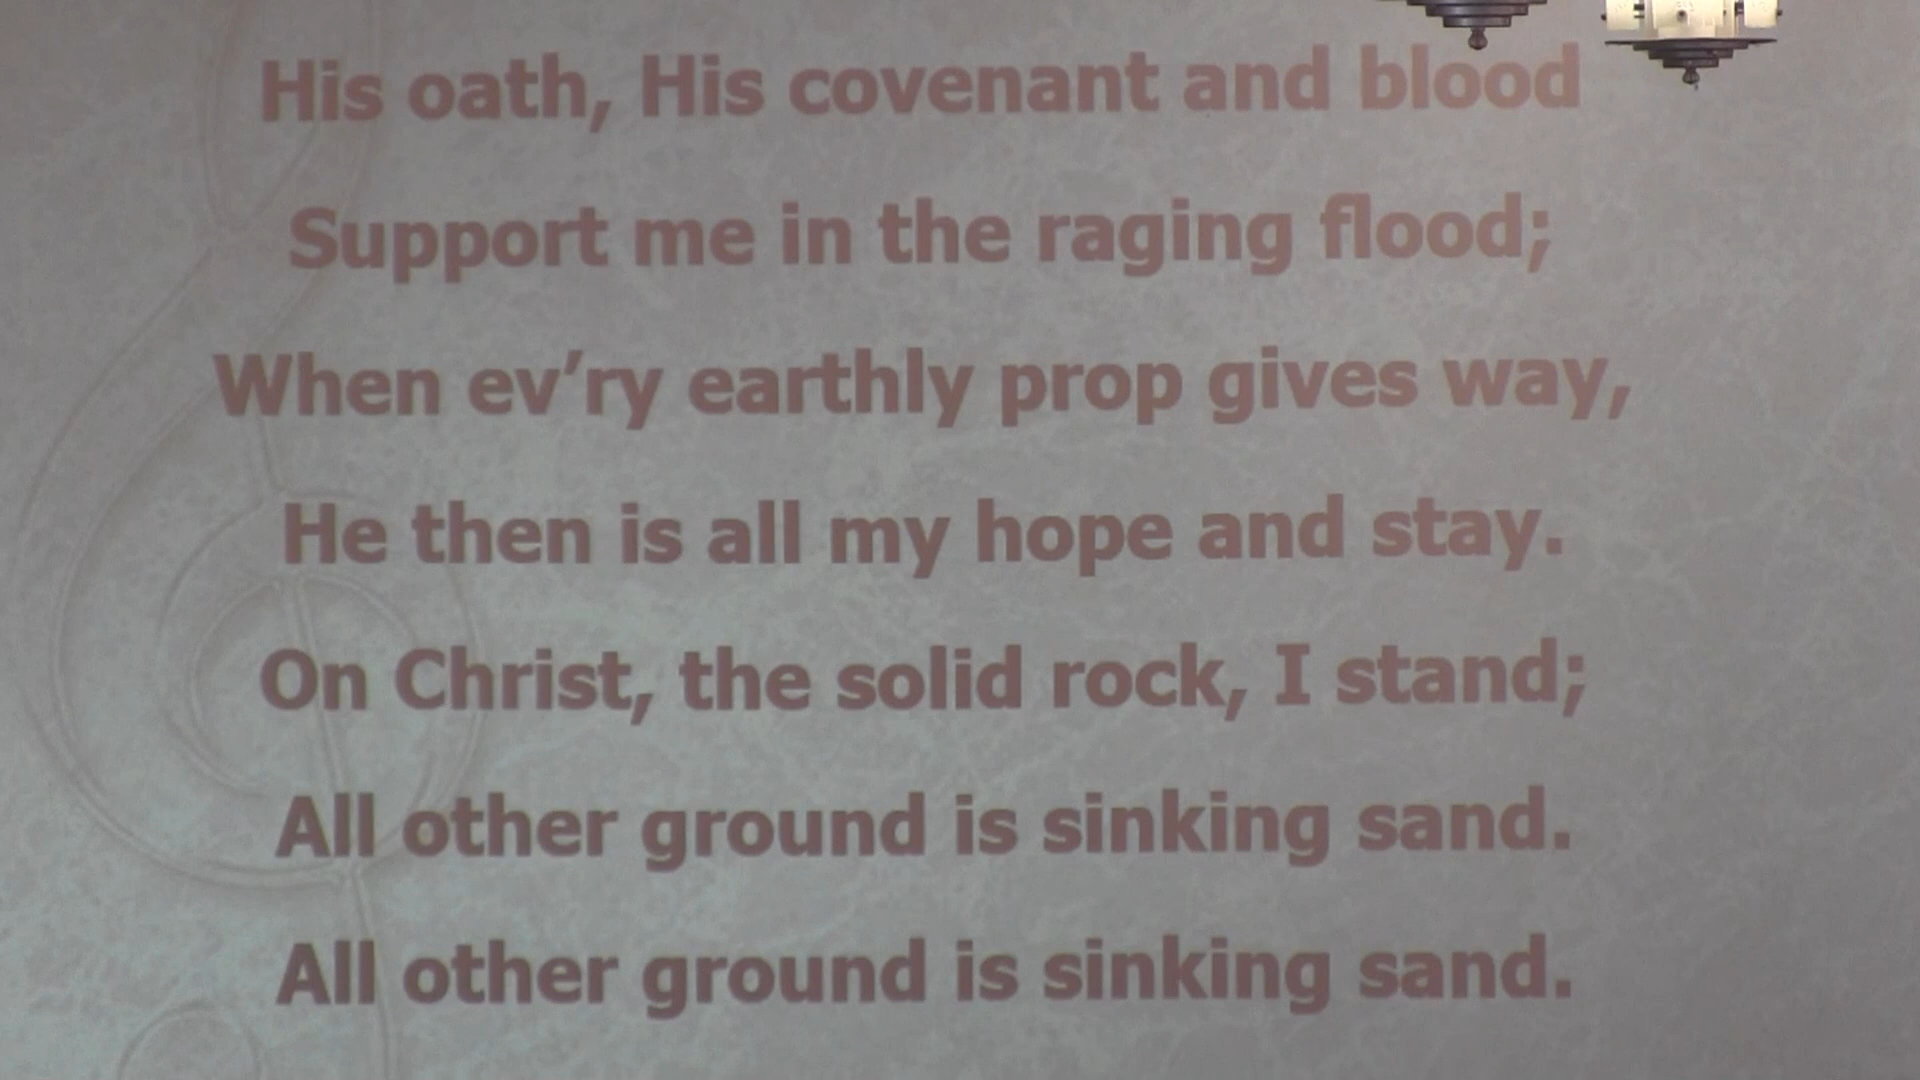 His oath, His covenant and blood
Support me in the raging flood;
When ev’ry earthly prop gives way,
He then is all my hope and stay.
On Christ, the solid rock, I stand;
All other ground is sinking sand.
All other ground is sinking sand.